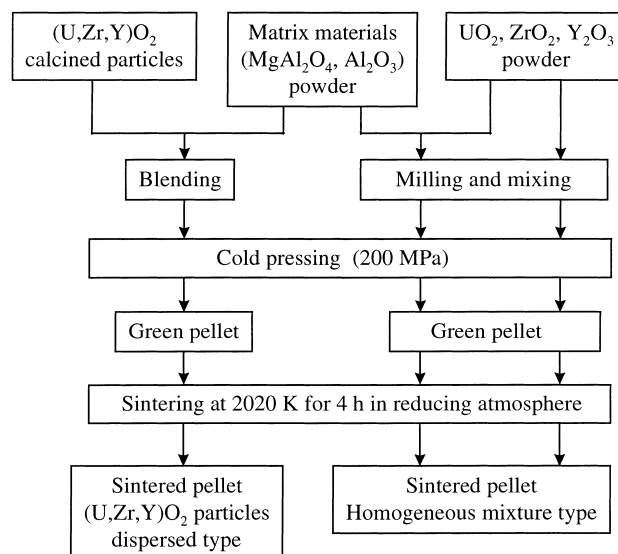 (U,Zr,Y)O₂
calcined particles
Matrix materials
(MgAl₂O₄, Al₂O₃)
powder
UO₂, ZrO₂, Y₂O₃
powder
Blending
Milling and mixing
Cold pressing (200 MPa)
Green pellet
Green pellet
Sintering at 2020 K for 4 h in reducing atmosphere
Sintered pellet
(U,Zr,Y)O₂ particles
dispersed type
Sintered pellet
Homogeneous mixture type